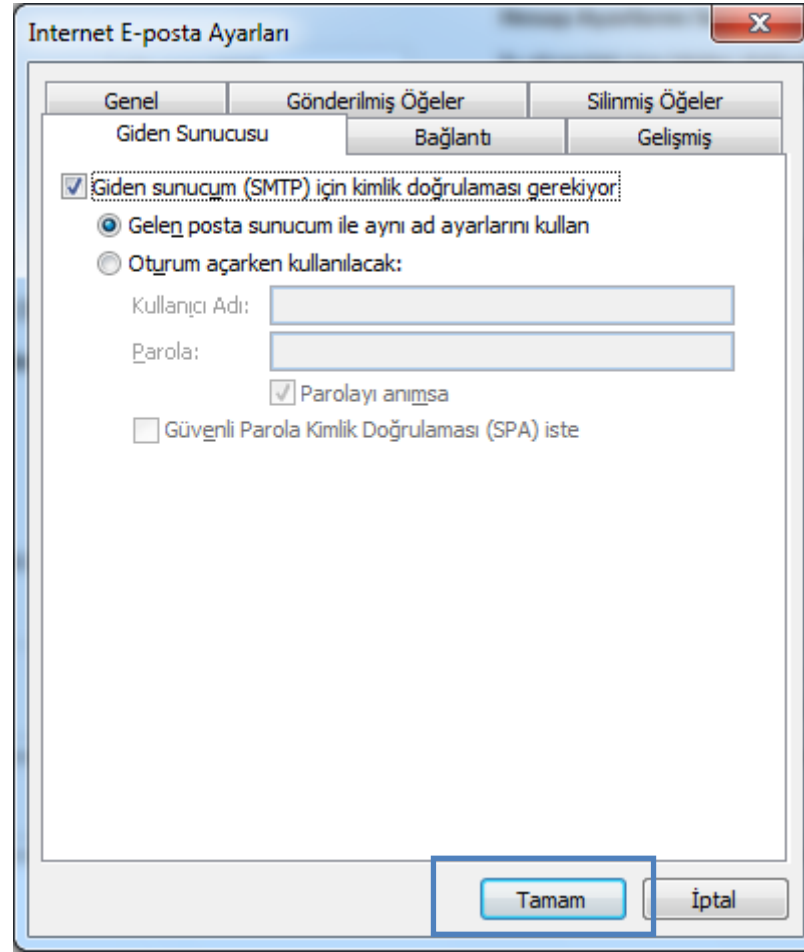 Internet E-posta Ayarları
Genel Gönderilmiş Öğeler Silinmiş Öğeler
Giden Sunucusu Bağlantı Gelişmiş
Giden sunucum (SMTP) için kimlik doğrulaması gerekiyor
Gelen posta sunucum ile aynı ad ayarlarını kullan
Oturum açarken kullanılacak:
Kullanıcı Adı:
Parola:
Parolayı anımsa
Güvenli Parola Kimlik Doğrulaması (SPA) iste
Tamam İptal